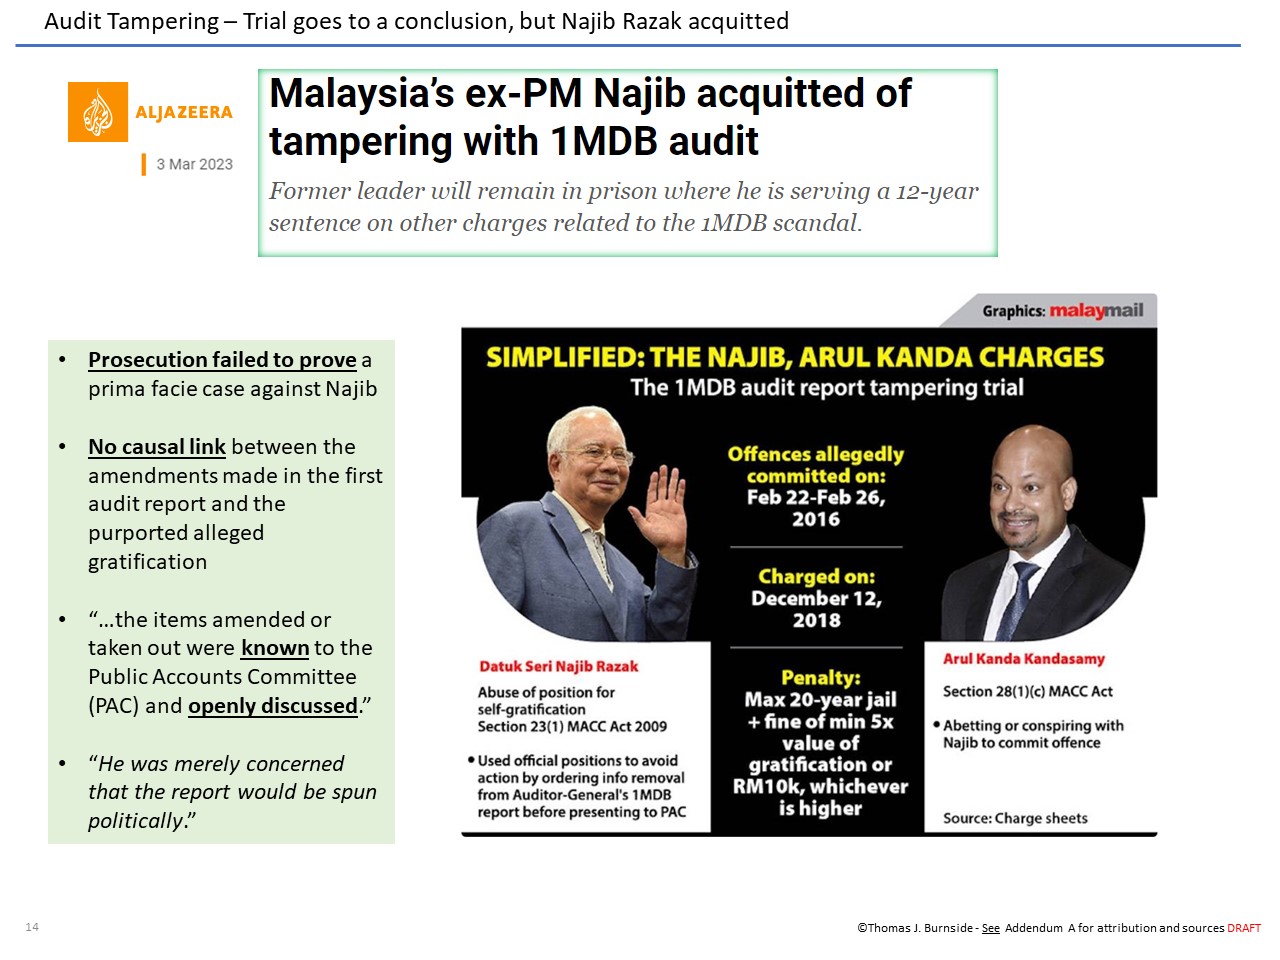 Audit Tampering – Trial goes to a conclusion, but Najib Razak acquitted
ALJAZEERA
3 Mar 2023
Malaysia’s ex-PM Najib acquitted of
tampering with 1MDB audit
Former leader will remain in prison where he is serving a 12-year
sentence on other charges related to the 1MDB scandal.
• Prosecution failed to prove a
prima facie case against Najib
• No causal link between the
amendments made in the first
audit report and the
purported alleged
gratification
• “…the items amended or
taken out were known to the
Public Accounts Committee
(PAC) and openly discussed.”
• “He was merely concerned
that the report would be spun
politically.”
Graphics: malaymail
SIMPLIFIED: THE NAJIB, ARUL KANDA CHARGES
The 1MDB audit report tampering trial
Offences allegedly
committed on:
Feb 22-Feb 26,
2016
Charged on:
December 12,
2018
Penalty:
Max 20-year jail
+ fine of min 5x
value of
gratification or
RM10k, whichever
is higher
Datuk Seri Najib Razak
Abuse of position for
self-gratification
Section 23(1) MACC Act 2009
• Used official positions to avoid
action by ordering info removal
from Auditor-General's 1MDB
report before presenting to PAC
Arul Kanda Kandasamy
Section 28(1)(c) MACC Act
• Abetting or conspiring with
Najib to commit offence
Source: Charge sheets
14
©Thomas J. Burnside - See Addendum A for attribution and sources DRAFT